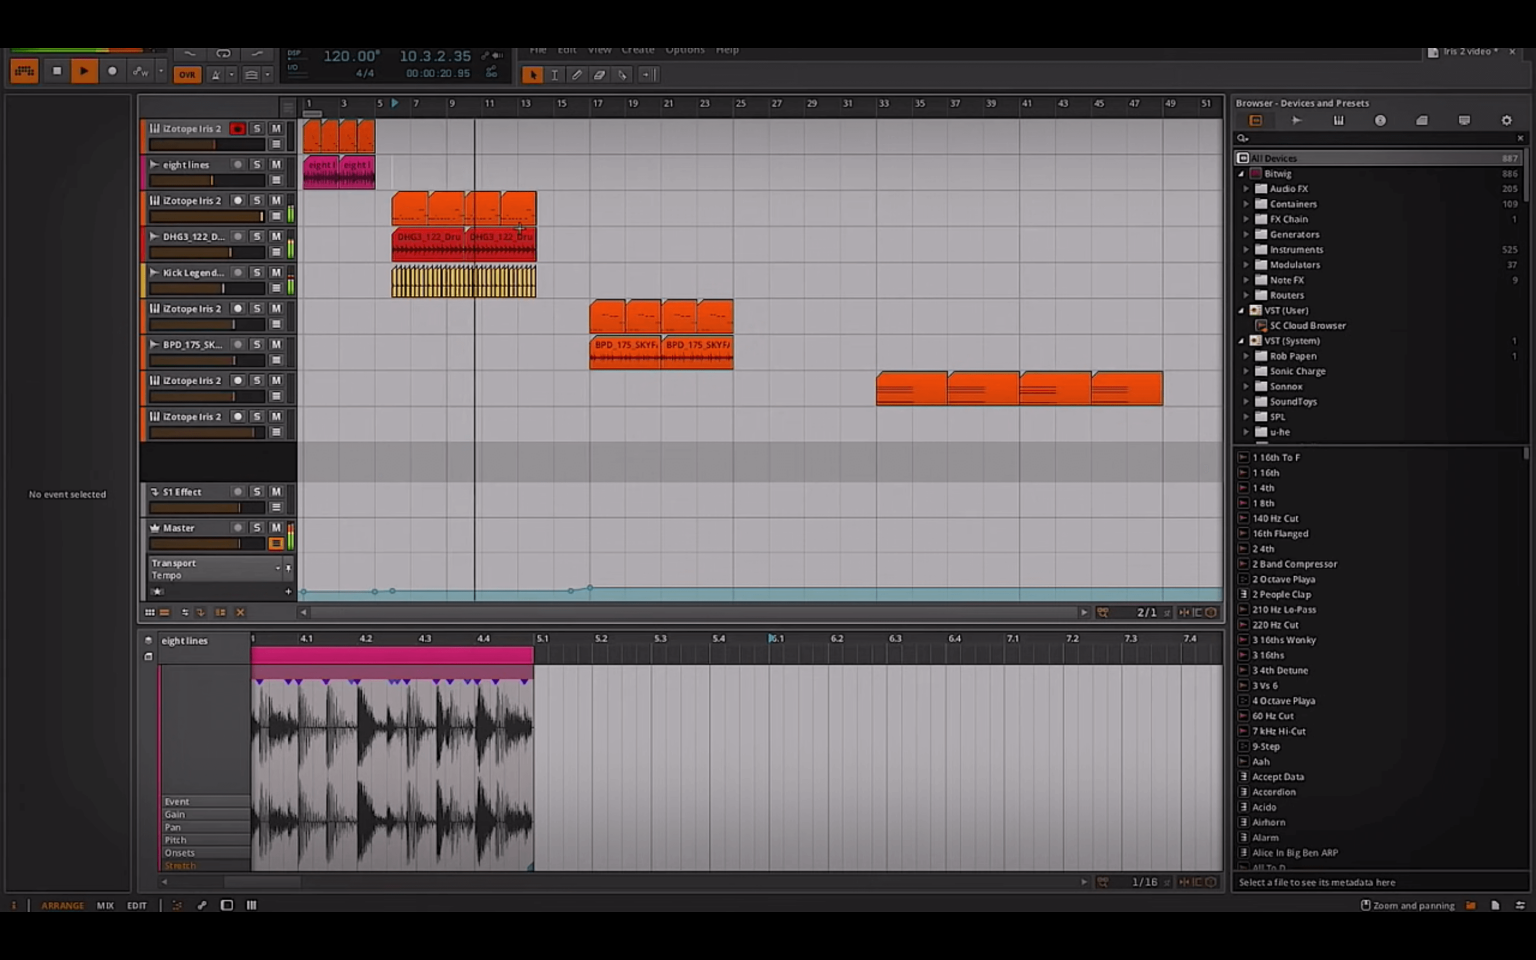 File Edit View Create Options Help
Iris 2 video *
DSP
I/O
120.00
4/4
10.3.2.35
00:00:20.95
OVR
1 3 5 7 9 11 13 15 17 19 21 23 25 27 29 31 33 35 37 39 41 43 45 47 49 51
iZotope Iris 2 S M
eight lines S M
eight l eight l
iZotope Iris 2 S M
DHG3_122_D... S M
DHG3_122_Dru DHG3_122_Dru
Kick Legend... S M
iZotope Iris 2 S M
BPD_175_SK... S M
BPD_175_SKYFA BPD_175_SKYFA
iZotope Iris 2 S M
iZotope Iris 2 S M
S1 Effect S M
Master S M
Transport
Tempo
2/1
No event selected
eight lines
4.1 4.2 4.3 4.4 5.1 5.2 5.3 5.4 6.1 6.2 6.3 6.4 7.1 7.2 7.3 7.4
Event
Gain
Pan
Pitch
Onsets
Stretch
1/16
Browser - Devices and Presets
All Devices 887
Bitwig 886
Audio FX 205
Containers 109
FX Chain 1
Generators
Instruments 525
Modulators 37
Note FX 9
Routers
VST (User)
SC Cloud Browser
VST (System) 1
Rob Papen 1
Sonic Charge
Sonnox
SoundToys
SPL
u-he
1 16th To F
1 16th
1 4th
1 8th
140 Hz Cut
16th Flanged
2 4th
2 Band Compressor
2 Octave Playa
2 People Clap
210 Hz Lo-Pass
220 Hz Cut
3 16ths Wonky
3 16ths
3 4th Detune
3 Vs 6
4 Octave Playa
60 Hz Cut
7 kHz Hi-Cut
9-Step
Aah
Accept Data
Accordion
Acido
Airhorn
Alarm
Alice In Big Ben ARP
All To D
Select a file to see its metadata here
i ARRANGE MIX EDIT
Zoom and panning